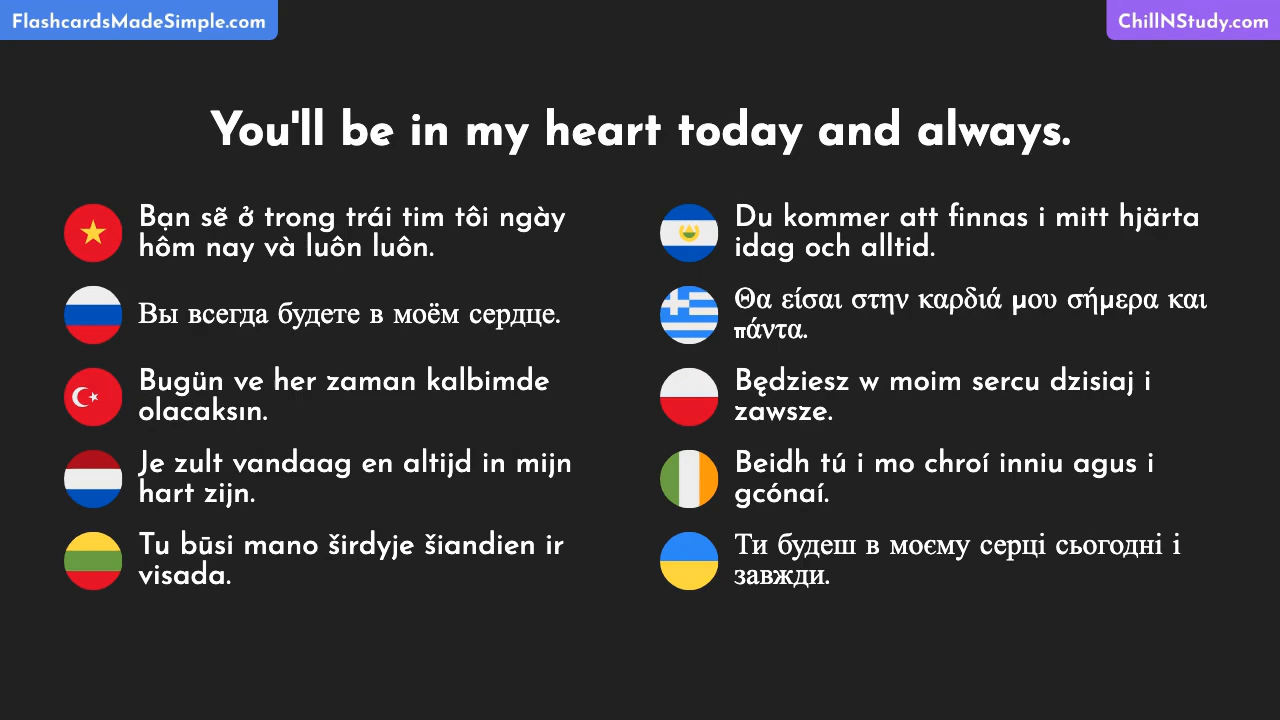 FlashcardsMadeSimple.com
ChillNStudy.com
You'll be in my heart today and always.
Bạn sẽ ở trong trái tim tôi ngày
hôm nay và luôn luôn.
Вы всегда будете в моём сердце.
Bugün ve her zaman kalbimde
olacaksın.
Je zult vandaag en altijd in mijn
hart zijn.
Tu būsi mano širdyje šiandien ir
visada.
Du kommer att finnas i mitt hjärta
idag och alltid.
Θα είσαι στην καρδιά μου σήμερα και
πάντα.
Będziesz w moim sercu dzisiaj i
zawsze.
Beidh tú i mo chroí inniu agus i
gcónaí.
Ти будеш в моєму серці сьогодні і
завжди.